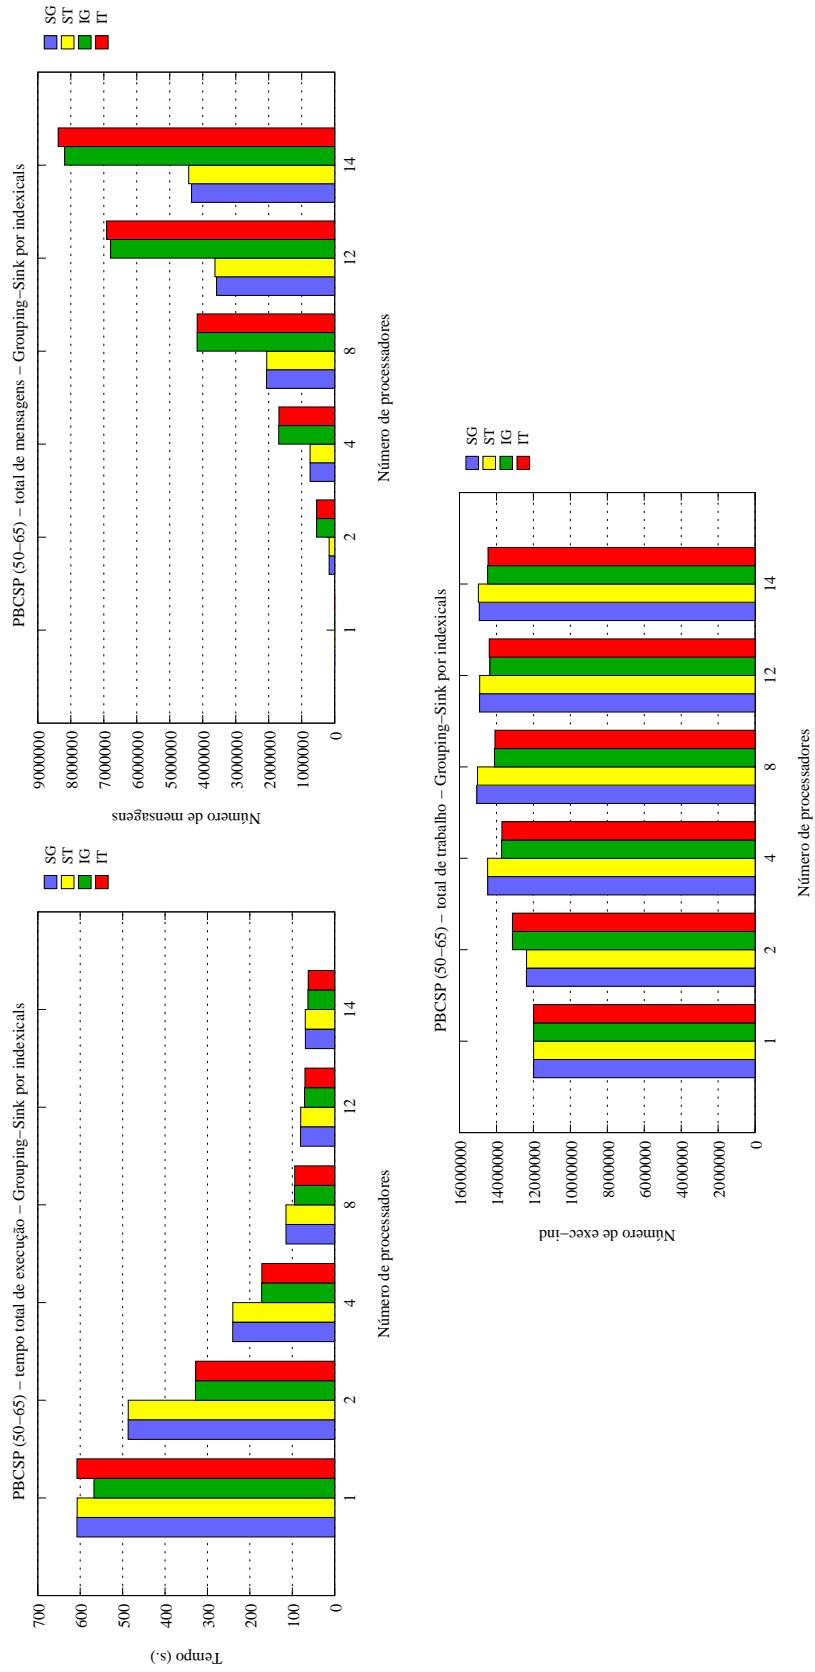 PBCSP (50−65) − tempo total de execução − Grouping−Sink por indexicals
SG
ST
IG
IT
700
600
500
400
300
200
100
0
Tempo (s.)
1
2
4
8
12
14
Número de processadores
PBCSP (50−65) − total de mensagens − Grouping−Sink por indexicals
SG
ST
IG
IT
9000000
8000000
7000000
6000000
5000000
4000000
3000000
2000000
1000000
0
Número de mensagens
1
2
4
8
12
14
Número de processadores
PBCSP (50−65) − total de trabalho − Grouping−Sink por indexicals
SG
ST
IG
IT
16000000
14000000
12000000
10000000
8000000
6000000
4000000
2000000
0
Número de exec−ind
1
2
4
8
12
14
Número de processadores